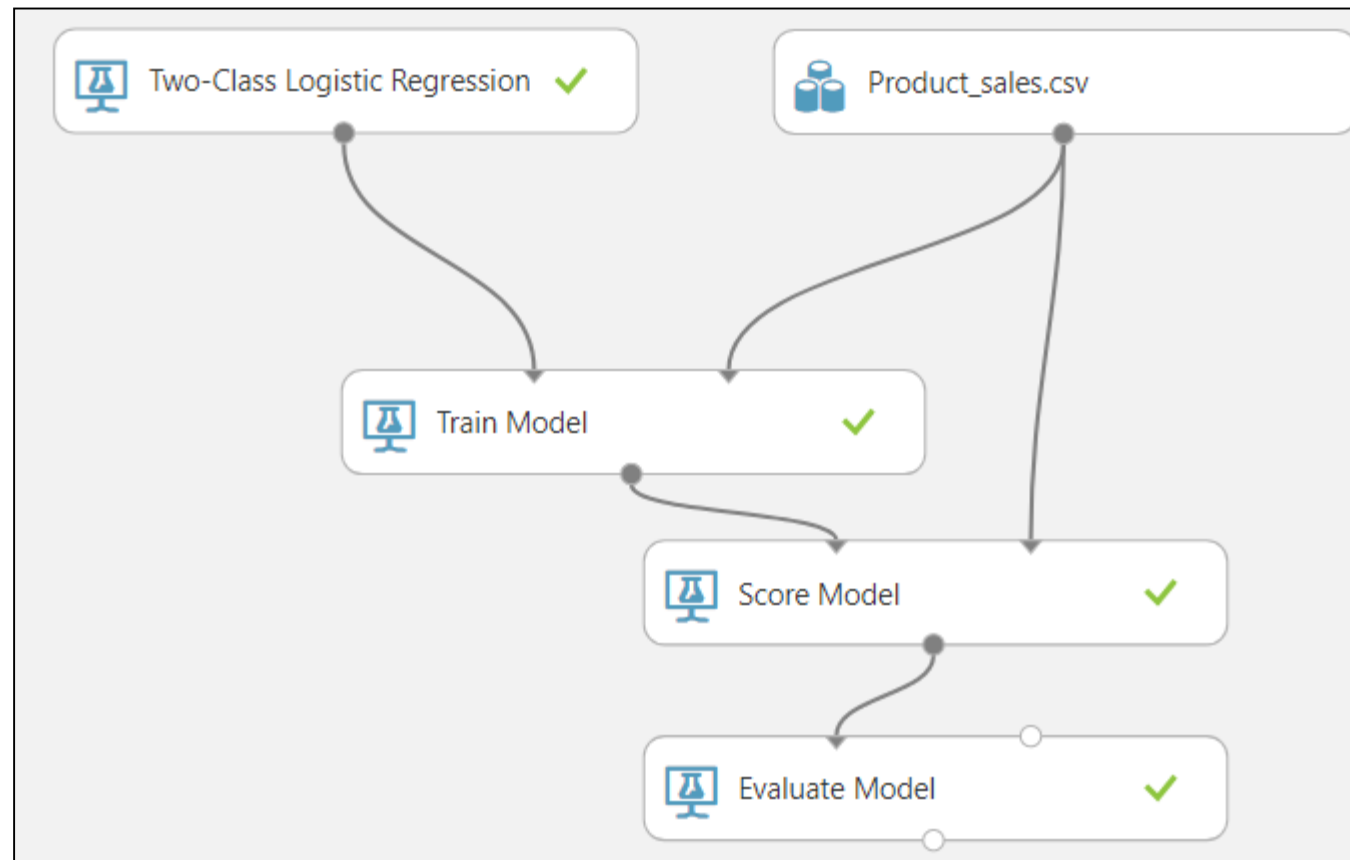 Two-Class Logistic Regression
Product_sales.csv
Train Model
Score Model
Evaluate Model